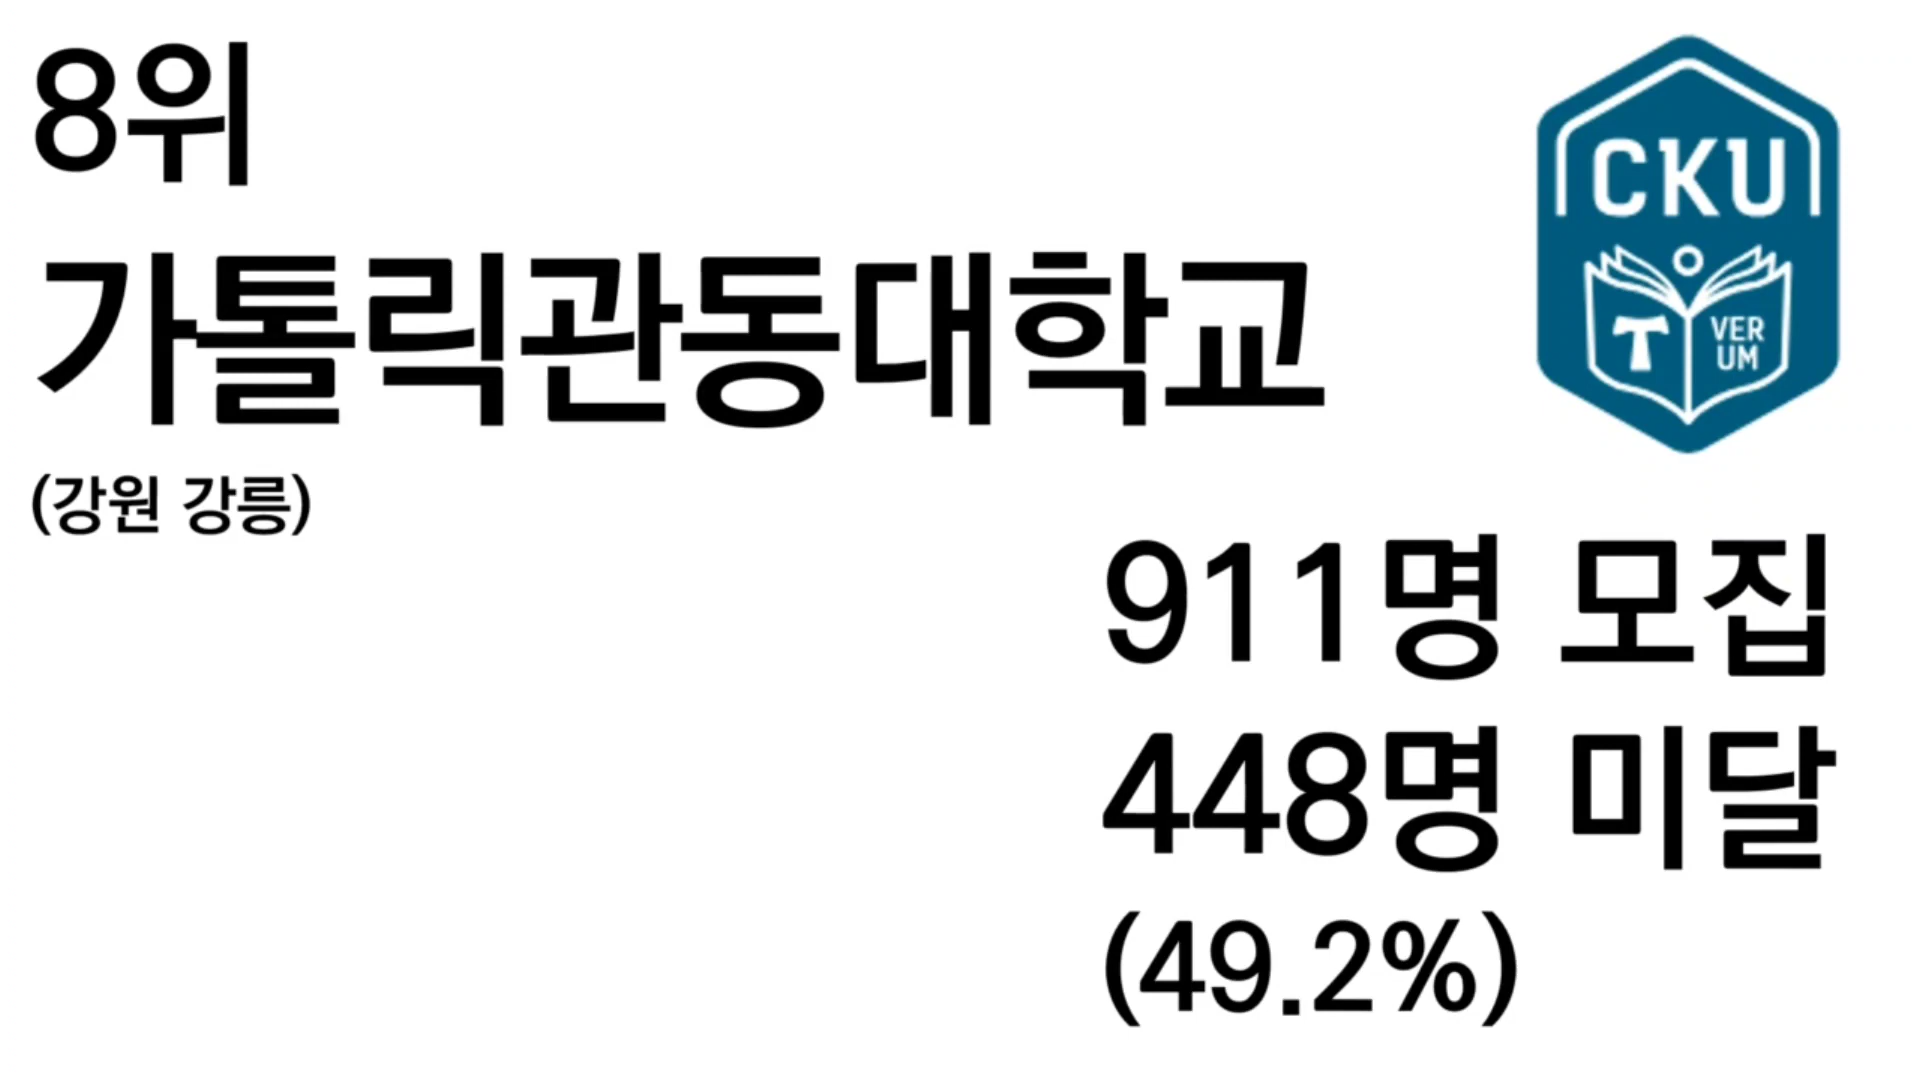 8위
가톨릭관동대학교
(강원 강릉)
CKU
T
VER
UM
911명 모집
448명 미달
(49.2%)